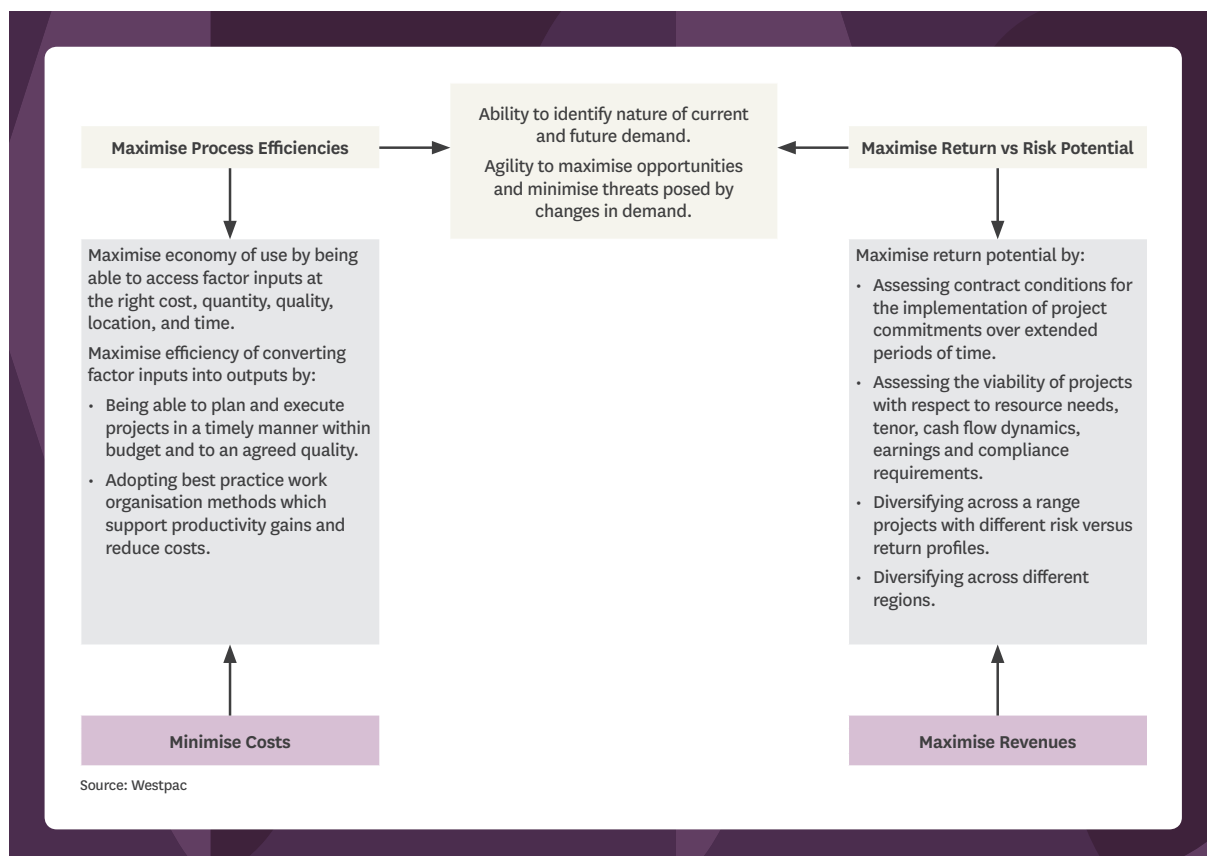 Maximise Process Efficiencies
Ability to identify nature of current
and future demand.
Agility to maximise opportunities
and minimise threats posed by
changes in demand.
Maximise Return vs Risk Potential
Maximise economy of use by being
able to access factor inputs at
the right cost, quantity, quality,
location, and time.
Maximise efficiency of converting
factor inputs into outputs by:
• Being able to plan and execute
projects in a timely manner within
budget and to an agreed quality.
• Adopting best practice work
organisation methods which
support productivity gains and
reduce costs.
Maximise return potential by:
• Assessing contract conditions for
the implementation of project
commitments over extended
periods of time.
• Assessing the viability of projects
with respect to resource needs,
tenor, cash flow dynamics,
earnings and compliance
requirements.
• Diversifying across a range
projects with different risk versus
return profiles.
• Diversifying across different
regions.
Minimise Costs
Maximise Revenues
Source: Westpac